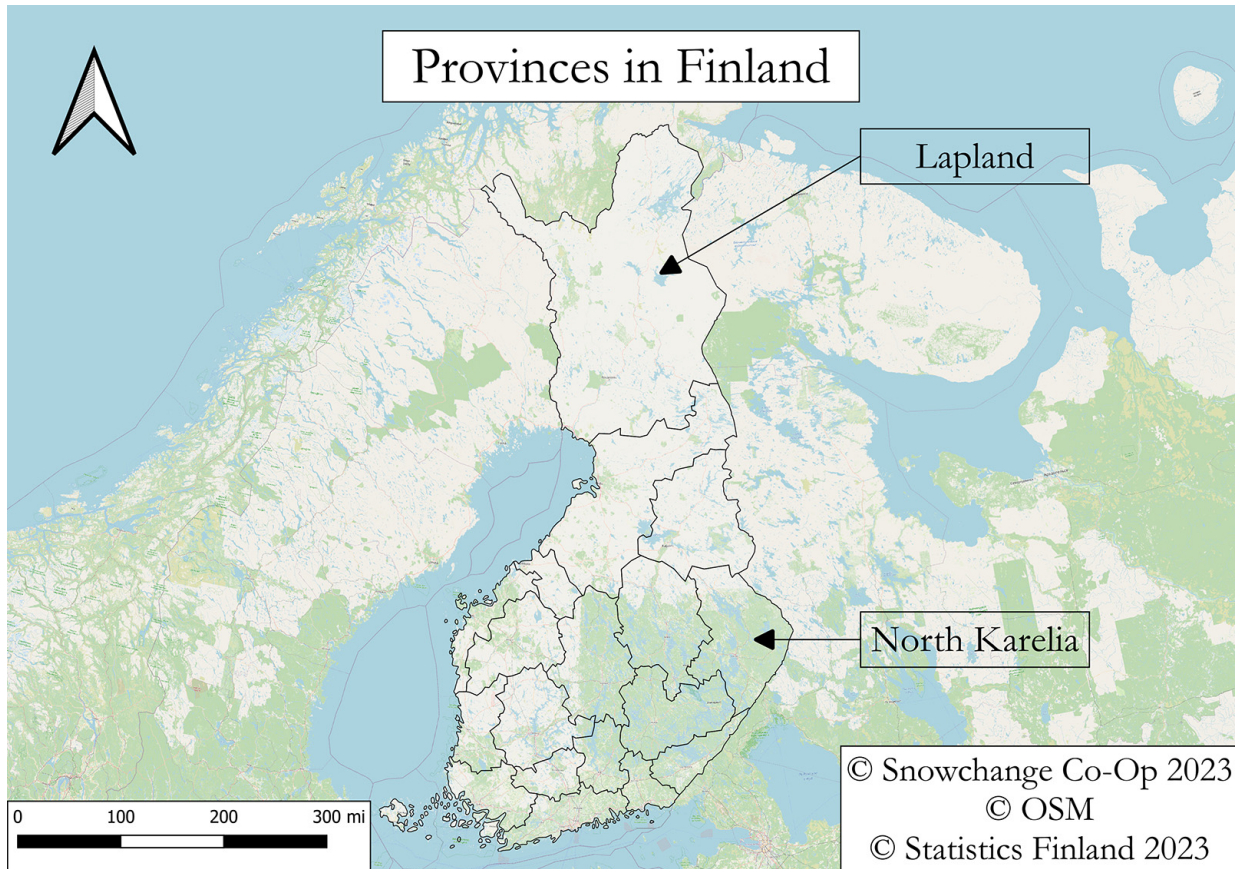 Provinces in Finland
Lapland
North Karelia
© Snowchange Co-Op 2023
© OSM
© Statistics Finland 2023
0 100 200 300 mi